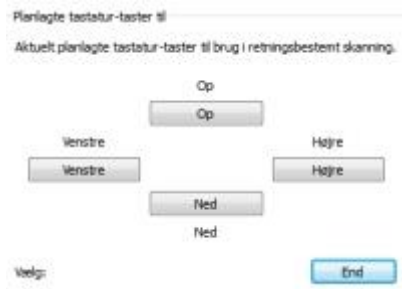 Planlagte tastatur-taster til
Aktuelt planlagte tastatur-taster til brug i retningsbestemt skanning.
Op
Op
Venstre Højre
Venstre Højre
Ned
Ned
Vælg: End